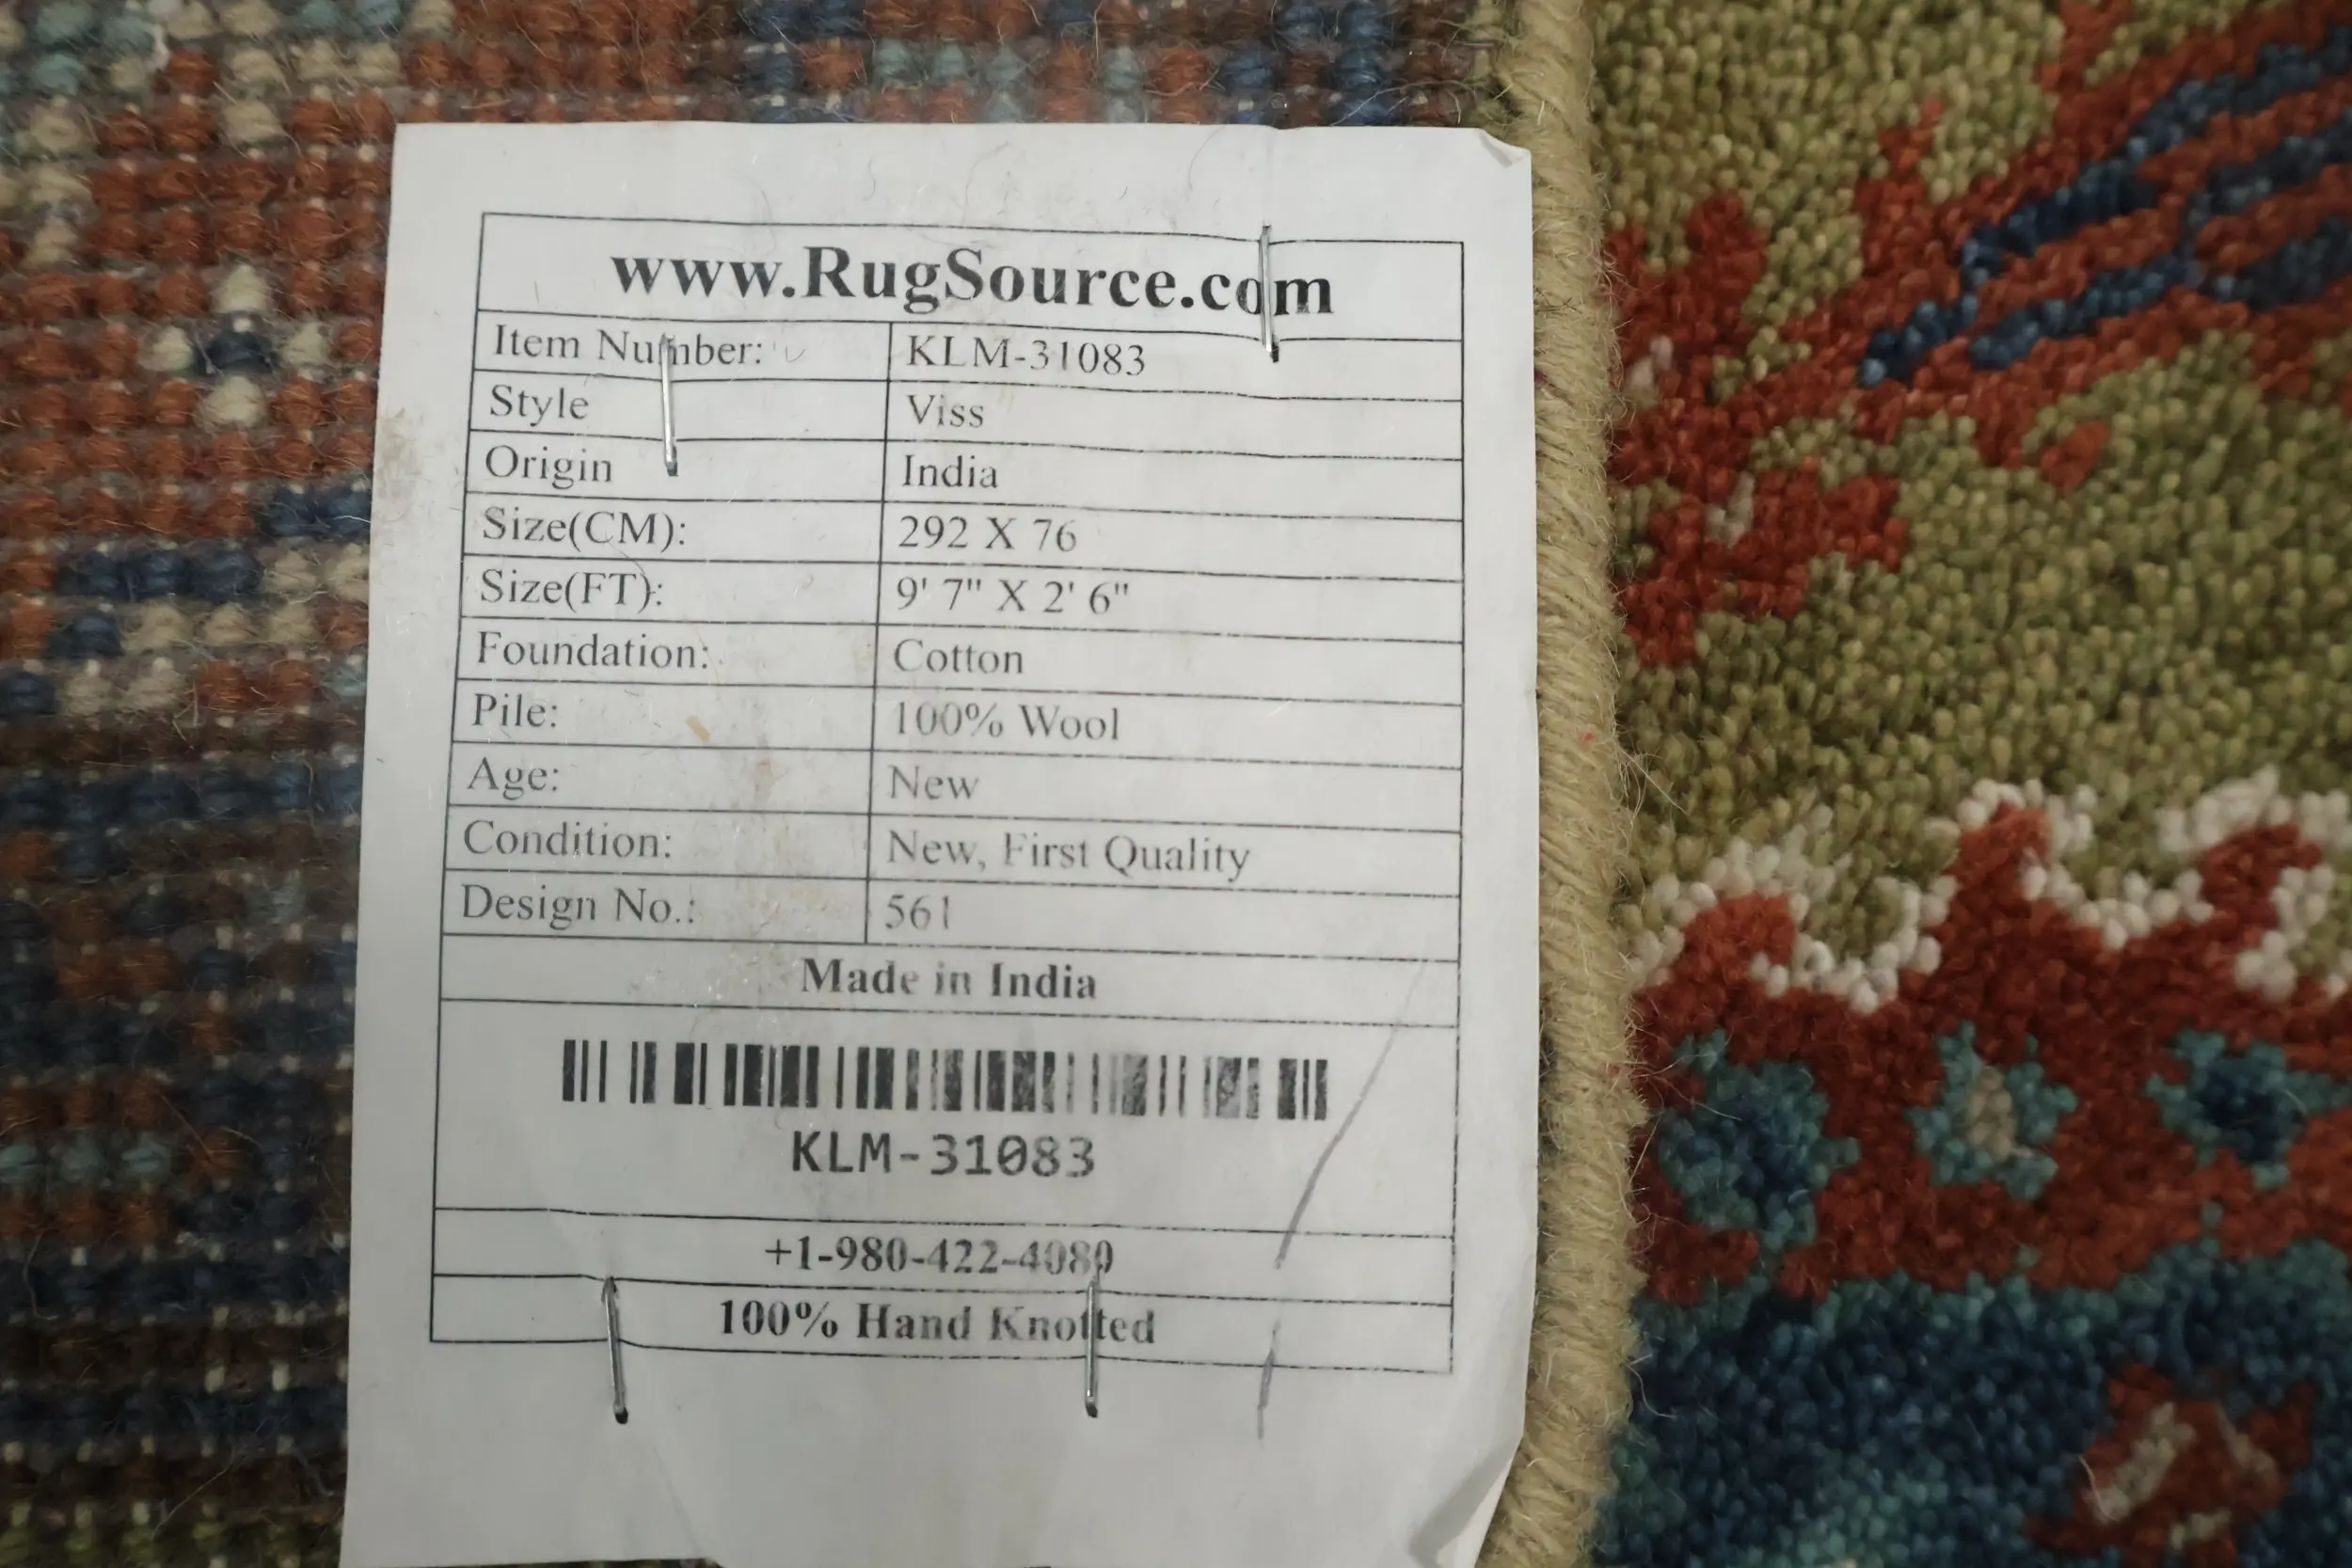 www.RugSource.com
Item Number: KLM-31083
Style Viss
Origin India
Size(CM): 292 X 76
Size(FT): 9' 7" X 2' 6"
Foundation: Cotton
Pile: 100% Wool
Age: New
Condition: New, First Quality
Design No.: 561
Made in India
KLM-31083
+1-980-422-4080
100% Hand Knotted